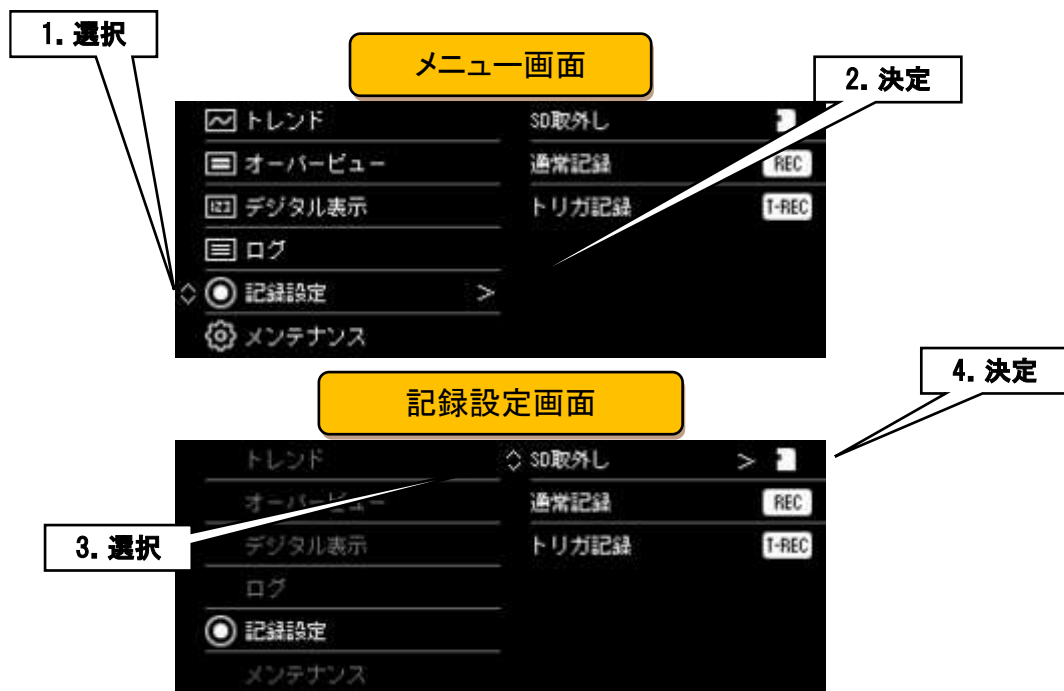 1. 選択
メニュー画面
2. 決定
トレンド
オーバービュー
デジタル表示
ログ
記録設定 >
メンテナンス
SD取外し
通常記録 REC
トリガ記録 T-REC
4. 決定
記録設定画面
トレンド
オーバービュー
デジタル表示
ログ
記録設定
メンテナンス
SD取外し >
通常記録 REC
トリガ記録 T-REC
3. 選択